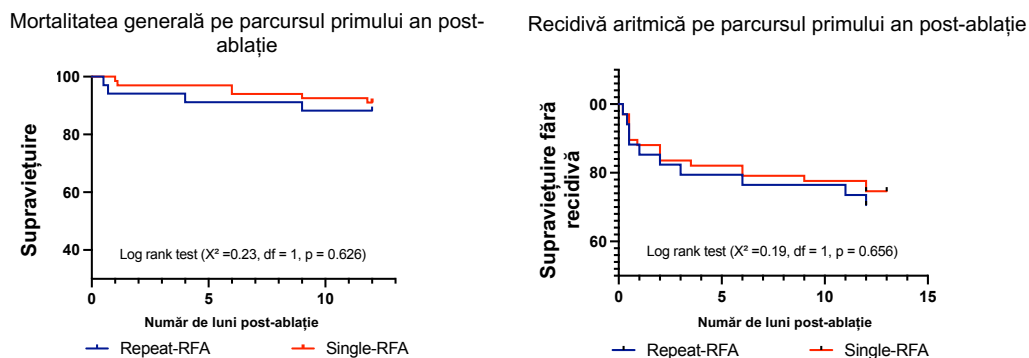 Mortalitatea generală pe parcursul primului an post-
ablație
100
80
60
40
Supraviețuire
Log rank test (X² =0.23, df = 1, p = 0.626)
0
5
10
Număr de luni post-ablație
Repeat-RFA
Single-RFA
Recidivă aritmică pe parcursul primului an post-ablație
00
80
60
Supraviețuire fără
recidivă
Log rank test (X² =0.19, df = 1, p = 0.656)
0
5
10
15
Număr de luni post-ablație
Repeat-RFA
Single-RFA